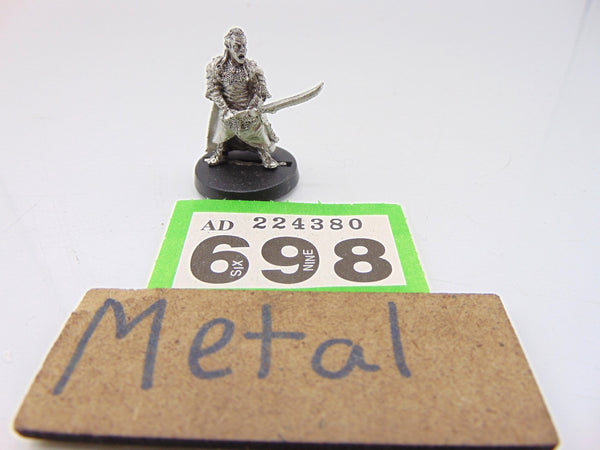 AD 224380
698
SIX NINE
Metal